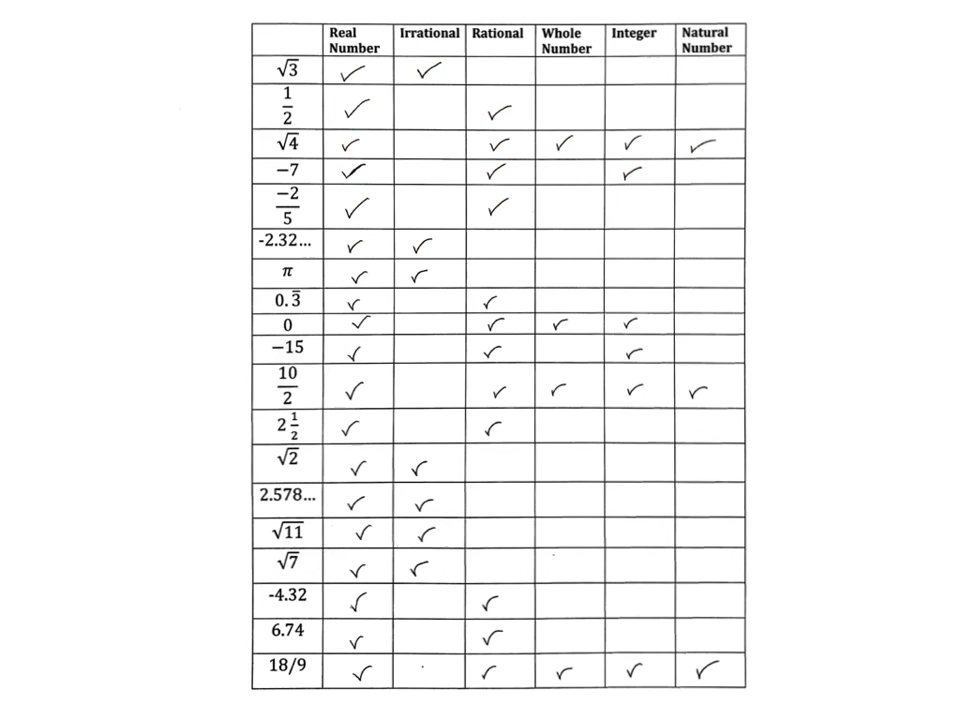 Real Number | Irrational | Rational | Whole Number | Integer | Natural Number
√3 ✓ ✓
1/2 ✓ ✓
√4 ✓ ✓ ✓ ✓ ✓
−7 ✓ ✓ ✓
−2/5 ✓ ✓
-2.32... ✓ ✓
π ✓ ✓
0.3̅ ✓ ✓
0 ✓ ✓ ✓ ✓
−15 ✓ ✓ ✓
10/2 ✓ ✓ ✓ ✓ ✓
2 1/2 ✓ ✓
√2 ✓ ✓
2.578... ✓ ✓
√11 ✓ ✓
√7 ✓ ✓
-4.32 ✓ ✓
6.74 ✓ ✓
18/9 ✓ ✓ ✓ ✓ ✓